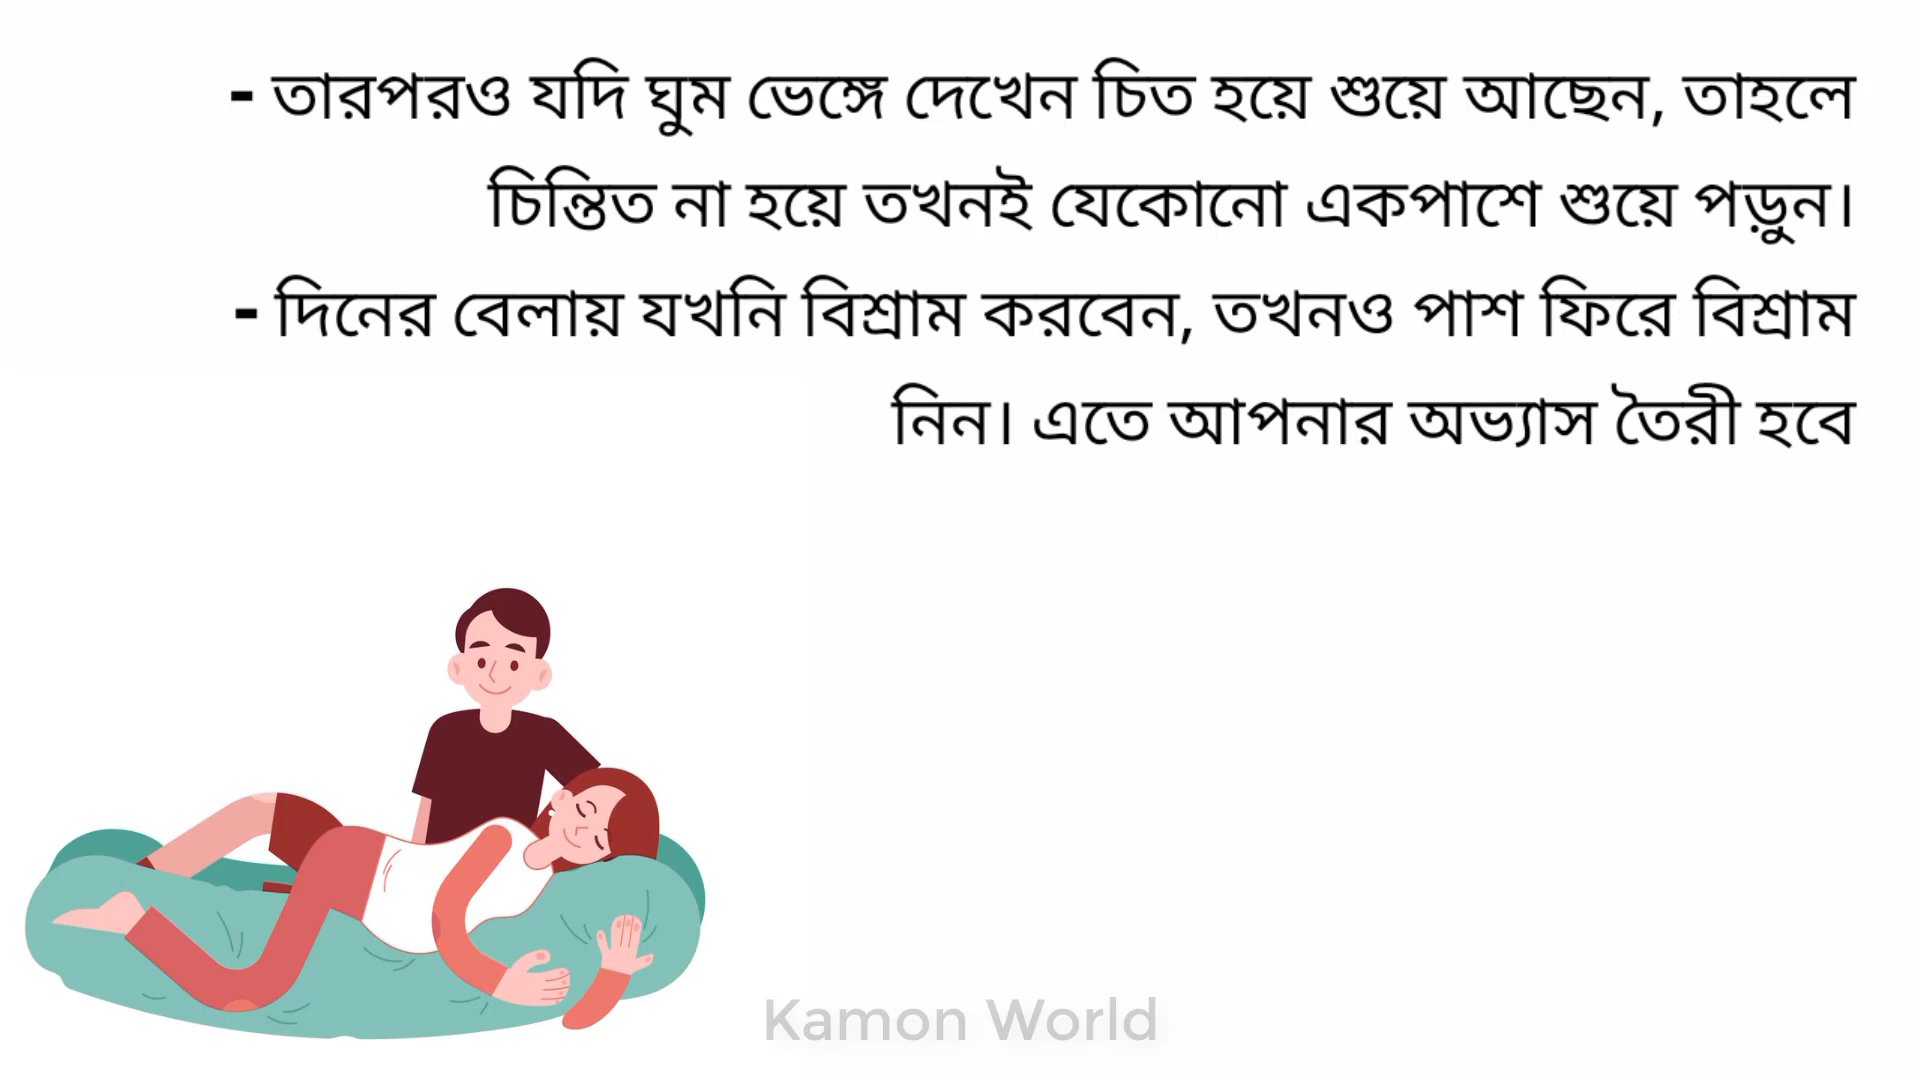 - তারপরও যদি ঘুম ভেঙ্গে দেখেন চিত হয়ে শুয়ে আছেন, তাহলে
চিন্তিত না হয়ে তখনই যেকোনো একপাশে শুয়ে পড়ুন।
- দিনের বেলায় যখনি বিশ্রাম করবেন, তখনও পাশ ফিরে বিশ্রাম
নিন। এতে আপনার অভ্যাস তৈরী হবে
Kamon World